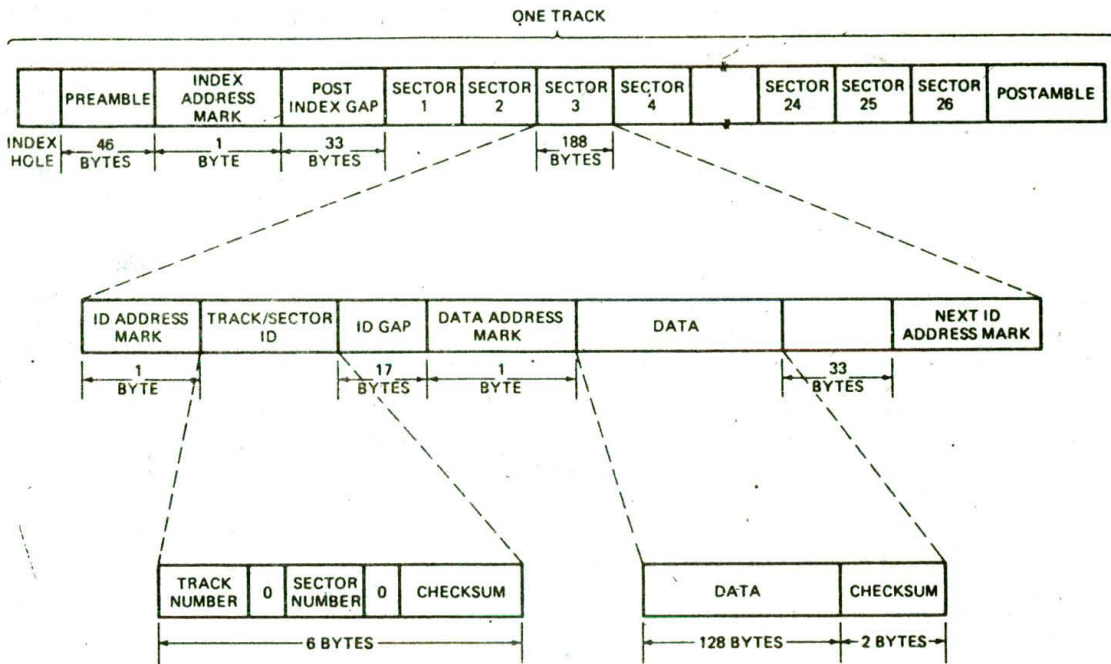 ONE TRACK
PREAMBLE
INDEX
ADDRESS
MARK
POST
INDEX GAP
SECTOR
1
SECTOR
2
SECTOR
3
SECTOR
4
SECTOR
24
SECTOR
25
SECTOR
26
POSTAMBLE
INDEX
HOLE
46
BYTES
1
BYTE
33
BYTES
188
BYTES
ID ADDRESS
MARK
TRACK/SECTOR
ID
ID GAP
DATA ADDRESS
MARK
DATA
NEXT ID
ADDRESS MARK
1
BYTE
17
BYTES
1
BYTE
33
BYTES
TRACK
NUMBER
0
SECTOR
NUMBER
0
CHECKSUM
DATA
CHECKSUM
6 BYTES
128 BYTES
2 BYTES